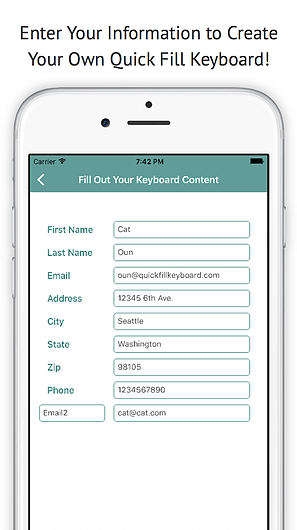 Enter Your Information to Create
Your Own Quick Fill Keyboard!
Carrier 7:42 PM
Fill Out Your Keyboard Content
First Name Cat
Last Name Oun
Email oun@quickfillkeyboard.com
Address 12345 6th Ave.
City Seattle
State Washington
Zip 98105
Phone 1234567890
Email2 cat@cat.com